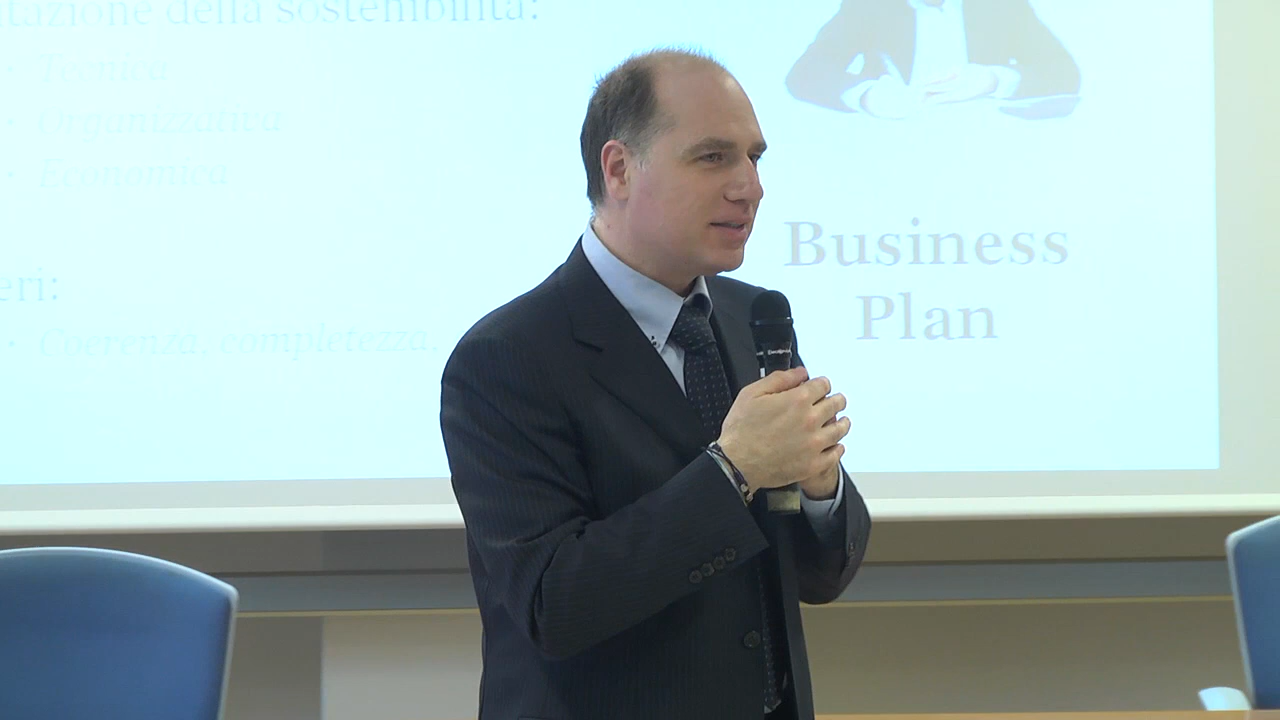 tazione della sostenibilità:
• Tecnica
• Organizzativa
• Economica
eri:
• Coerenza, completezza,
Business
Plan